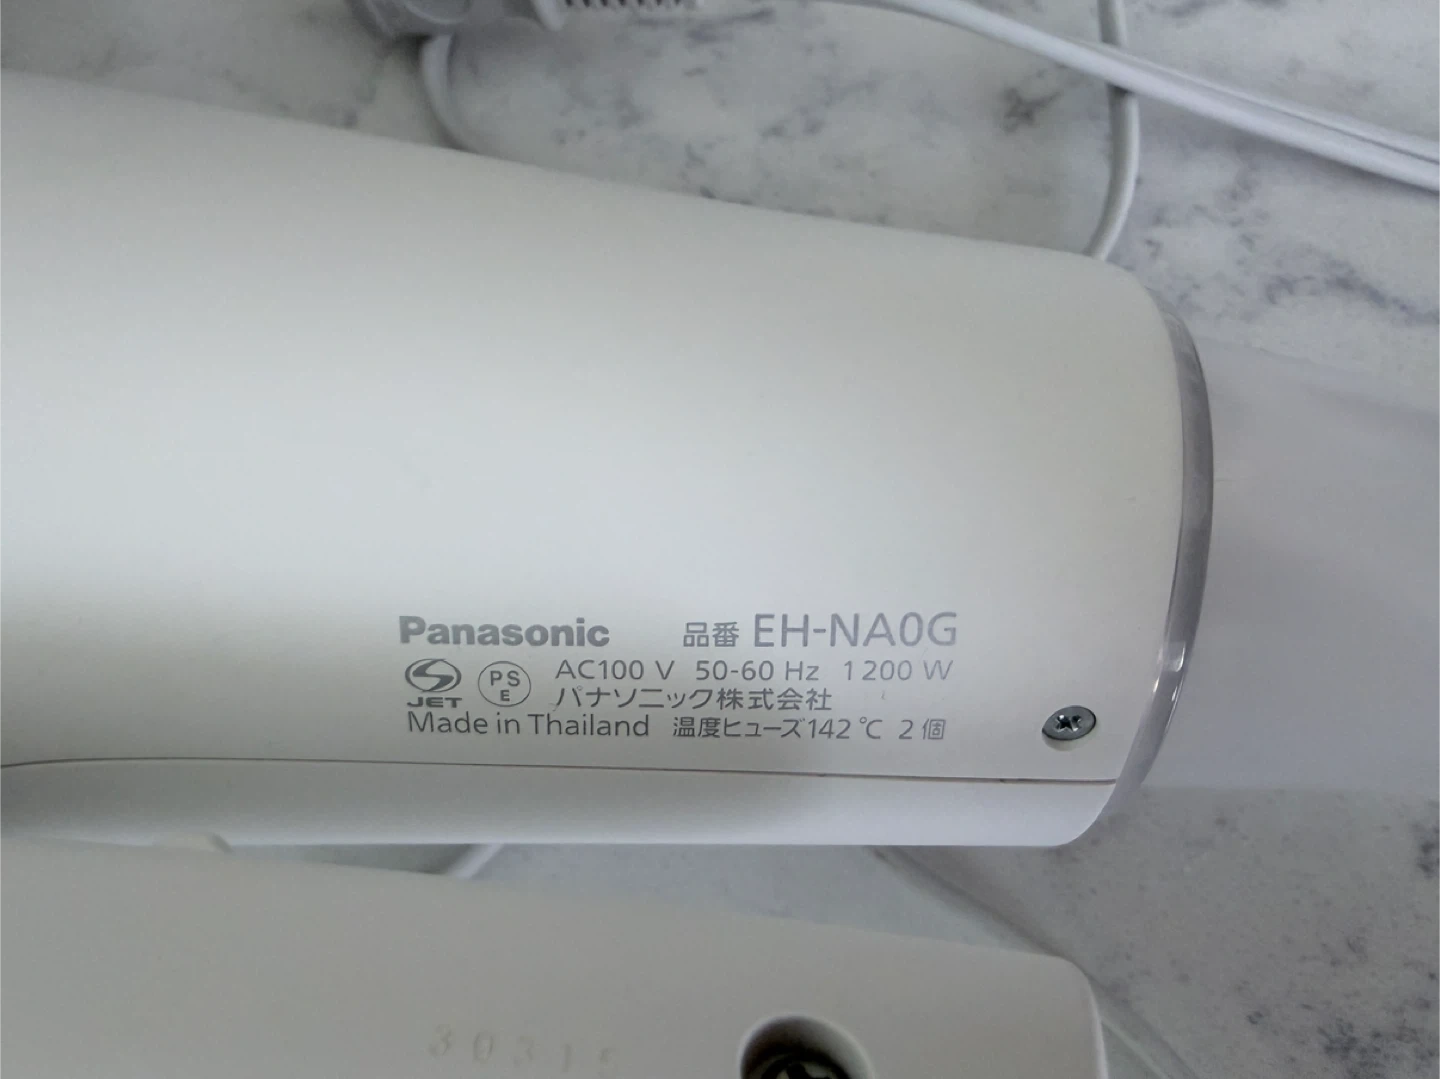 Panasonic 品番 EH-NA0G
JET PSE AC100 V 50-60 Hz 1200 W
パナソニック株式会社
Made in Thailand 温度ヒューズ142℃ 2個